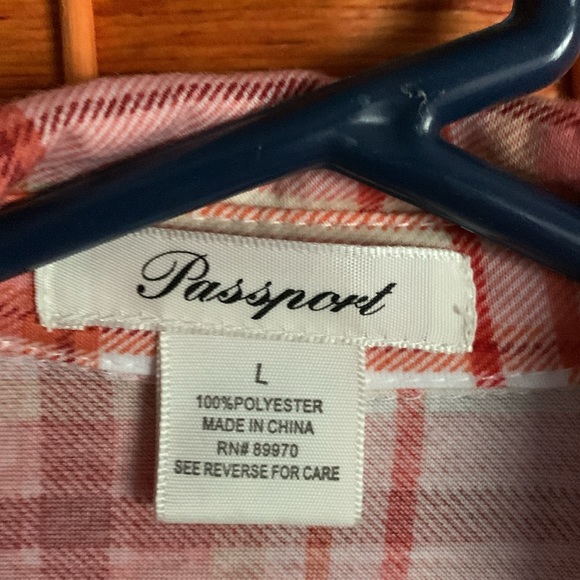 Passport
L
100%POLYESTER
MADE IN CHINA
RN# 89970
SEE REVERSE FOR CARE